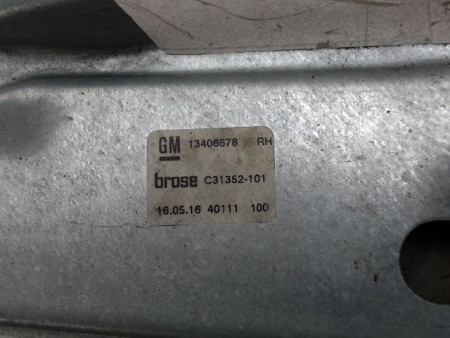 GM 13406678 RH
brose C31352-101
16.05.16 40111 100